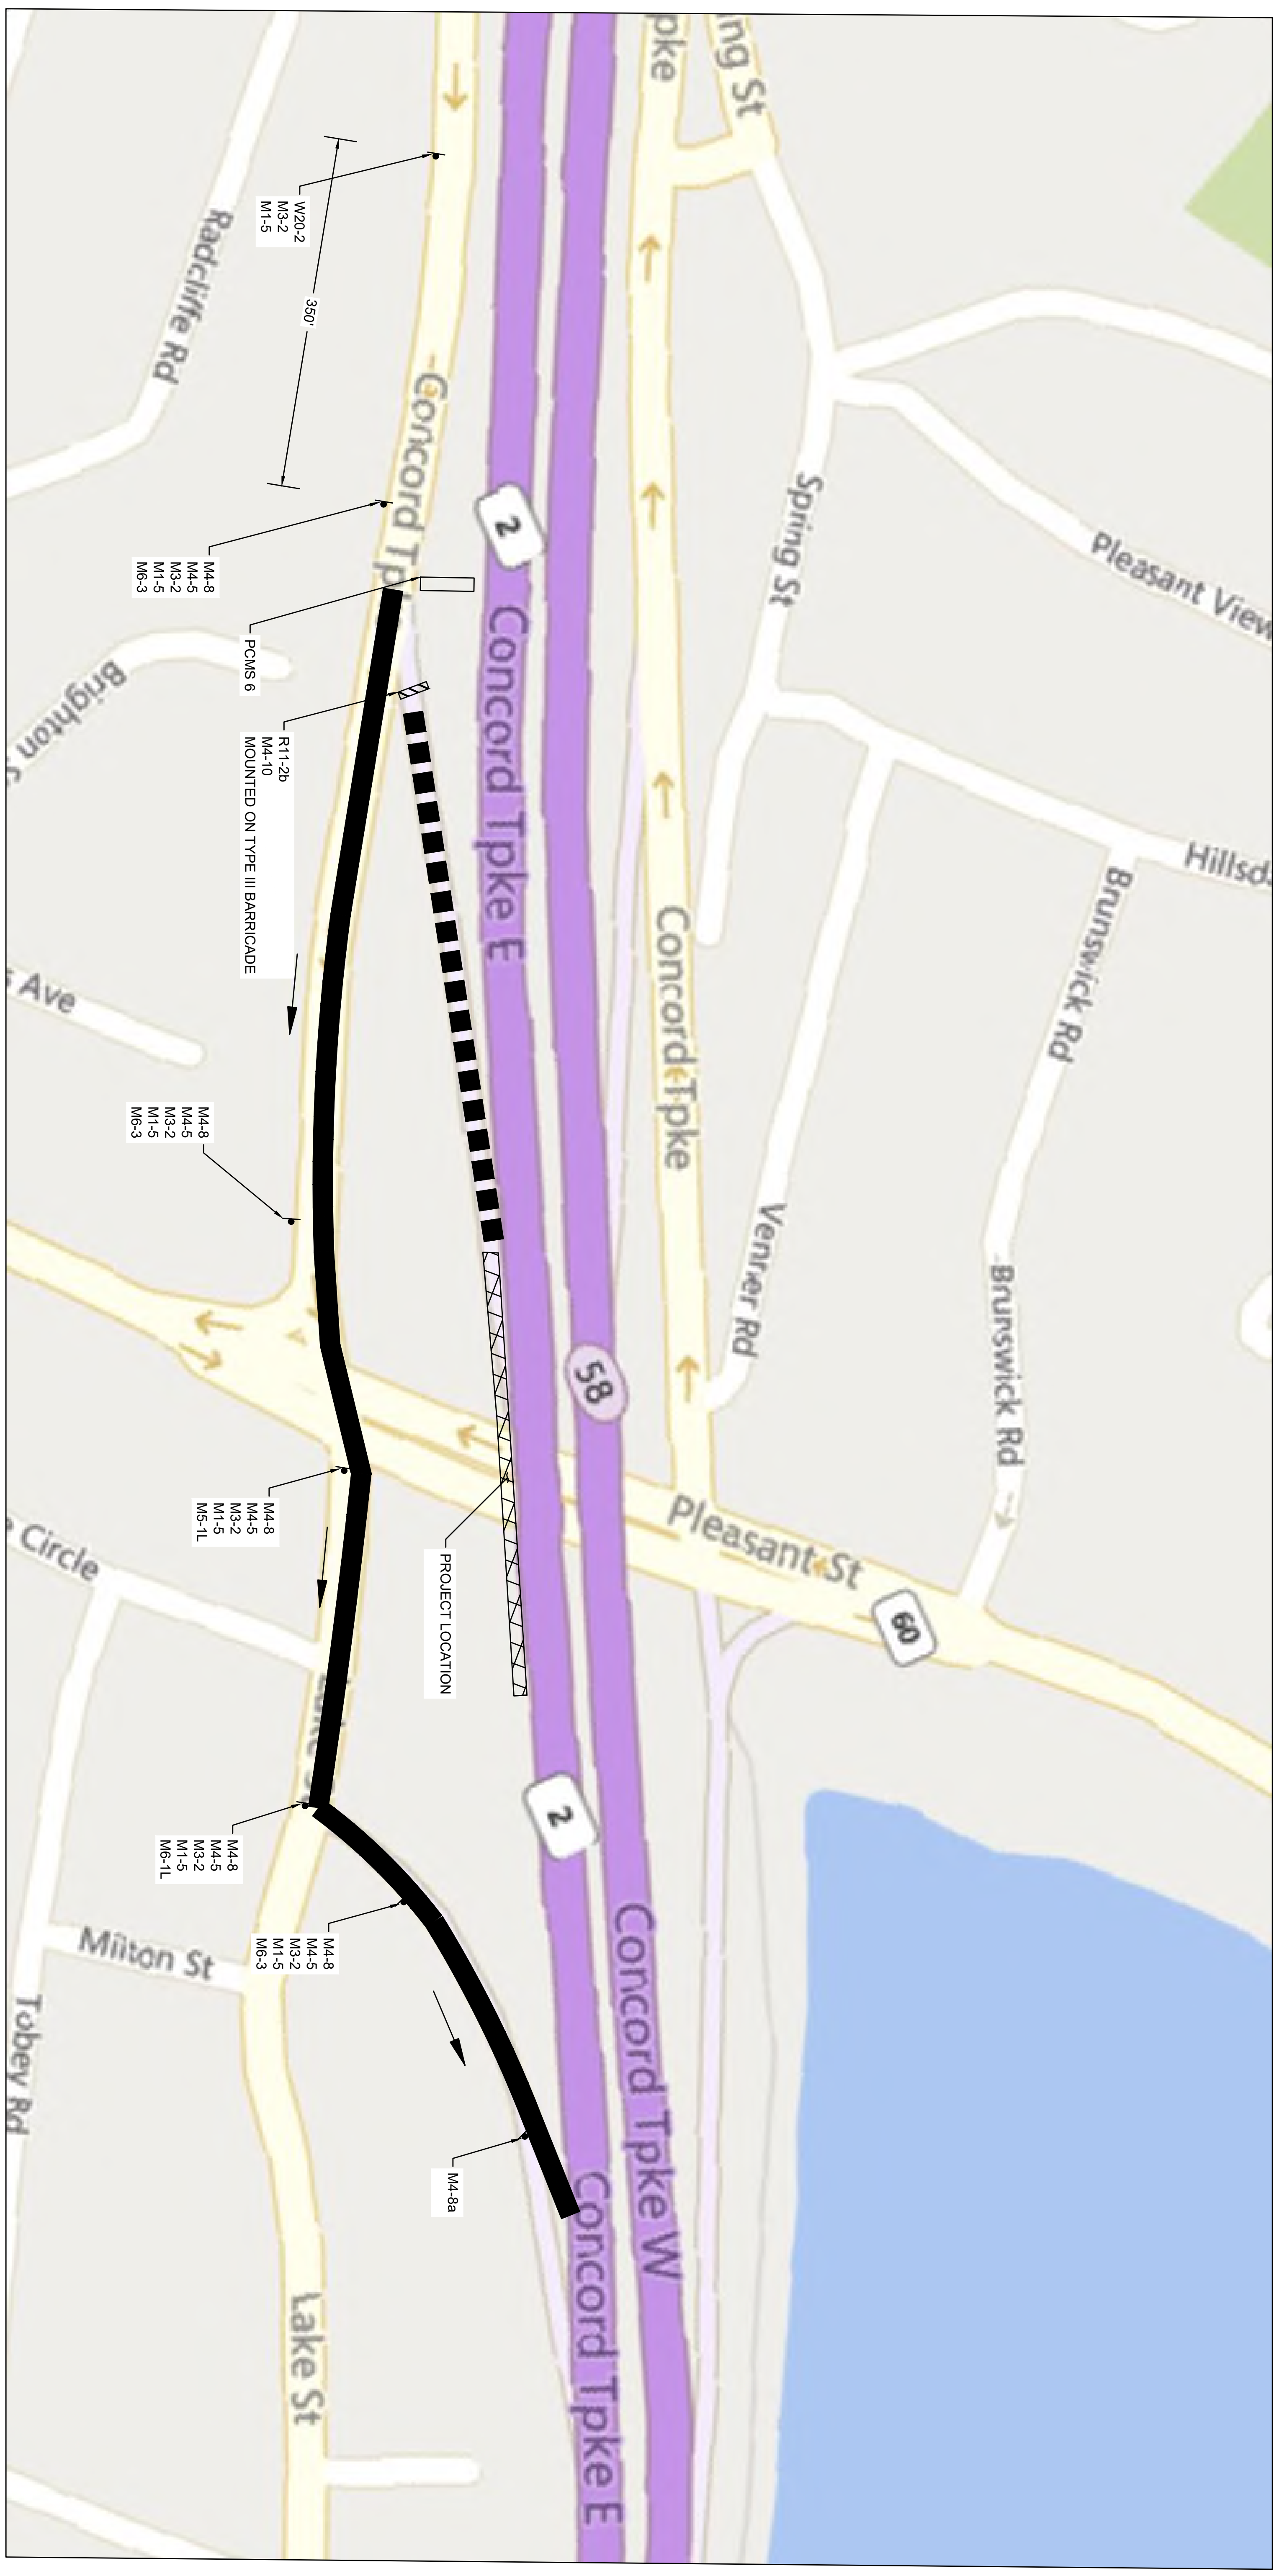 W20-2
M3-2
M1-5
350'
M4-8
M4-5
M3-2
M1-5
M6-3
PCMS 6
R11-2b
M4-10
MOUNTED ON TYPE III BARRICADE
M4-8
M4-5
M3-2
M1-5
M6-3
M4-8
M4-5
M3-2
M1-5
M5-1L
PROJECT LOCATION
M4-8
M4-5
M3-2
M1-5
M6-1L
M4-8
M4-5
M3-2
M1-5
M6-3
M4-8a
Radcliffe Rd
Brighton S
s Ave
e Circle
Milton St
Tobey Rd
Lake St
Concord Tp
2
Concord Tpke E
58
2
Concord Tpke W
Concord Tpke E
pke
ng St
Spring St
Pleasant View
Hillsd
Concord Tpke
Venner Rd
Brunswick Rd
Brunswick Rd
Pleasant St
60